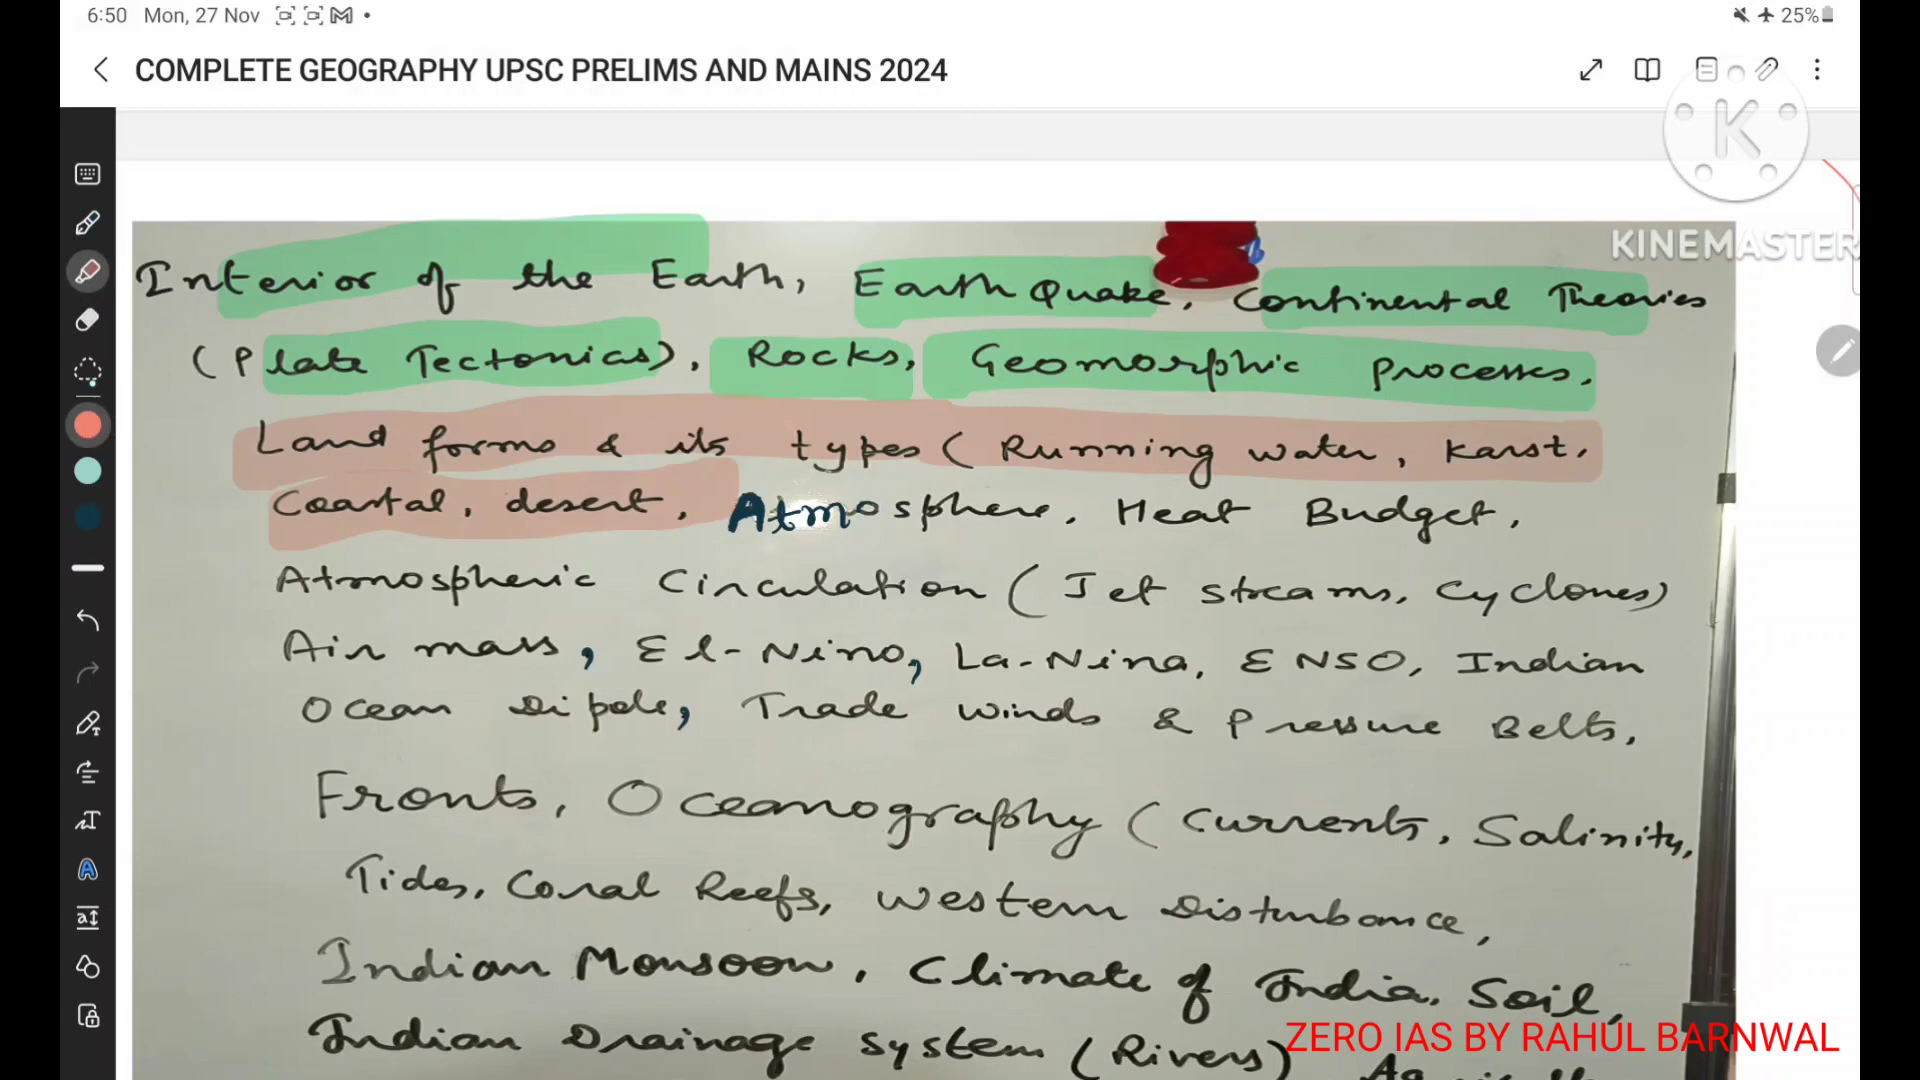 6:50 Mon, 27 Nov
25%
COMPLETE GEOGRAPHY UPSC PRELIMS AND MAINS 2024
K
KINEMASTER
Interior of the Earth, EarthQuake, Continental Theories
(Plate Tectonics), Rocks, Geomorphic processes,
Land forms & its types (Running water, Karst,
Coastal, desert, Atmosphere, Heat Budget,
Atmospheric Circulation (Jet streams, Cyclones)
Air mass, El-Nino, La-Nina, ENSO, Indian
Ocean Dipole, Trade winds & Pressure Belts,
Fronts, Oceanography (Currents, Salinity,
Tides, Coral Reefs, Western Disturbance,
Indian Monsoon, Climate of India, Soil,
Indian Drainage system (Rivers)
ZERO IAS BY RAHUL BARNWAL